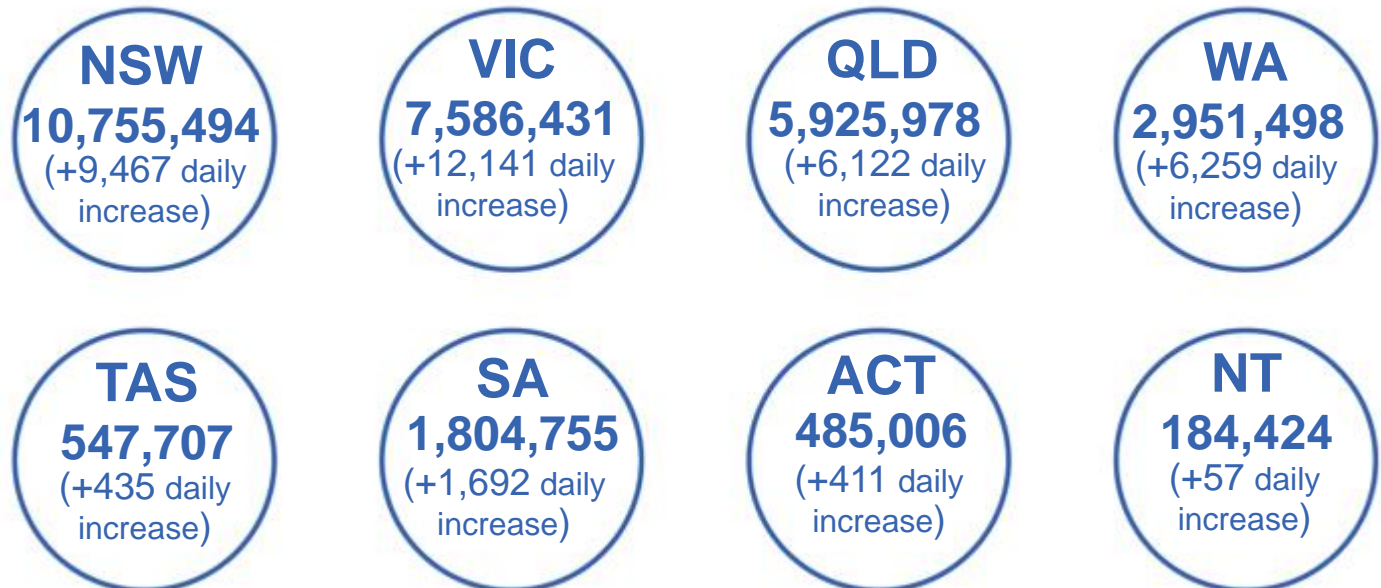 NSW
10,755,494
(+9,467 daily
increase)
VIC
7,586,431
(+12,141 daily
increase)
QLD
5,925,978
(+6,122 daily
increase)
WA
2,951,498
(+6,259 daily
increase)
TAS
547,707
(+435 daily
increase)
SA
1,804,755
(+1,692 daily
increase)
ACT
485,006
(+411 daily
increase)
NT
184,424
(+57 daily
increase)